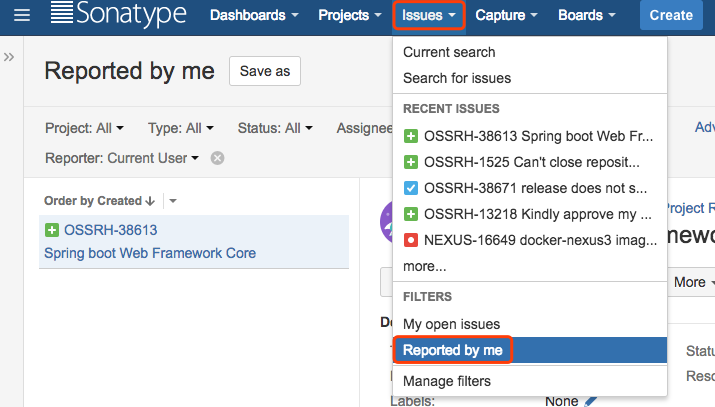 Sonatype Dashboards Projects Issues Capture Boards Create
Reported by me Save as
Project: All Type: All Status: All Assignee
Reporter: Current User
Order by Created
OSSRH-38613
Spring boot Web Framework Core
Current search
Search for issues
RECENT ISSUES
OSSRH-38613 Spring boot Web Fr...
OSSRH-1525 Can't close reposit...
OSSRH-38671 release does not s...
OSSRH-13218 Kindly approve my ...
NEXUS-16649 docker-nexus3 imag...
more...
FILTERS
My open issues
Reported by me
Manage filters
Adv
Project R
More
Statu
Reso
Labels: None